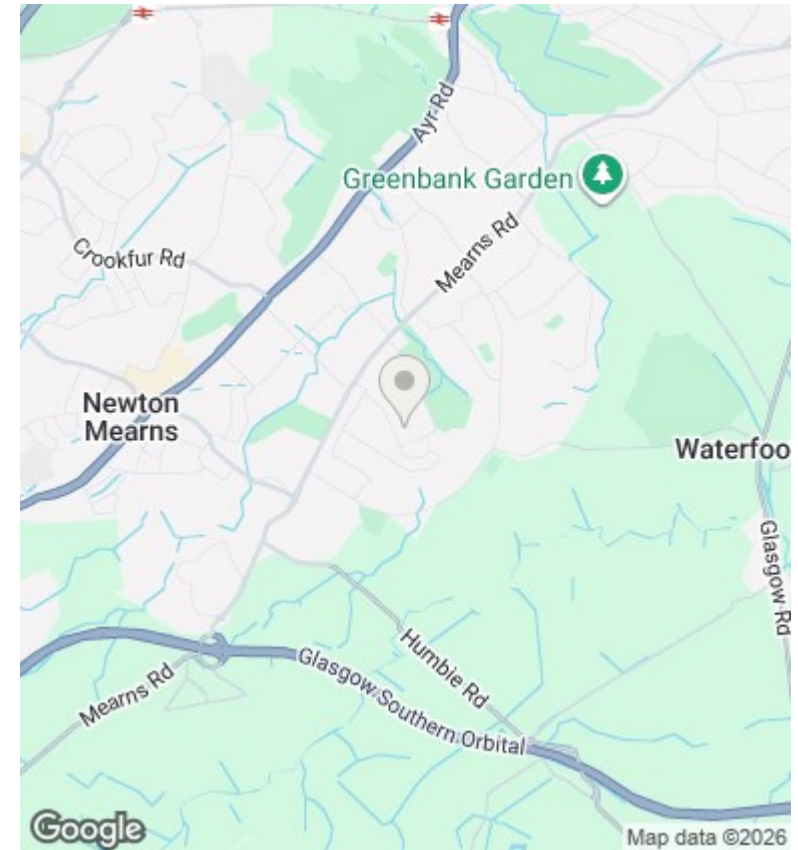 Ayr Rd
Greenbank Garden
Crookfur Rd
Mearns Rd
Newton
Mearns
Waterfoo
Glasgow Rd
Humbie Rd
Mearns Rd
Glasgow Southern Orbital
Google
Map data ©2026